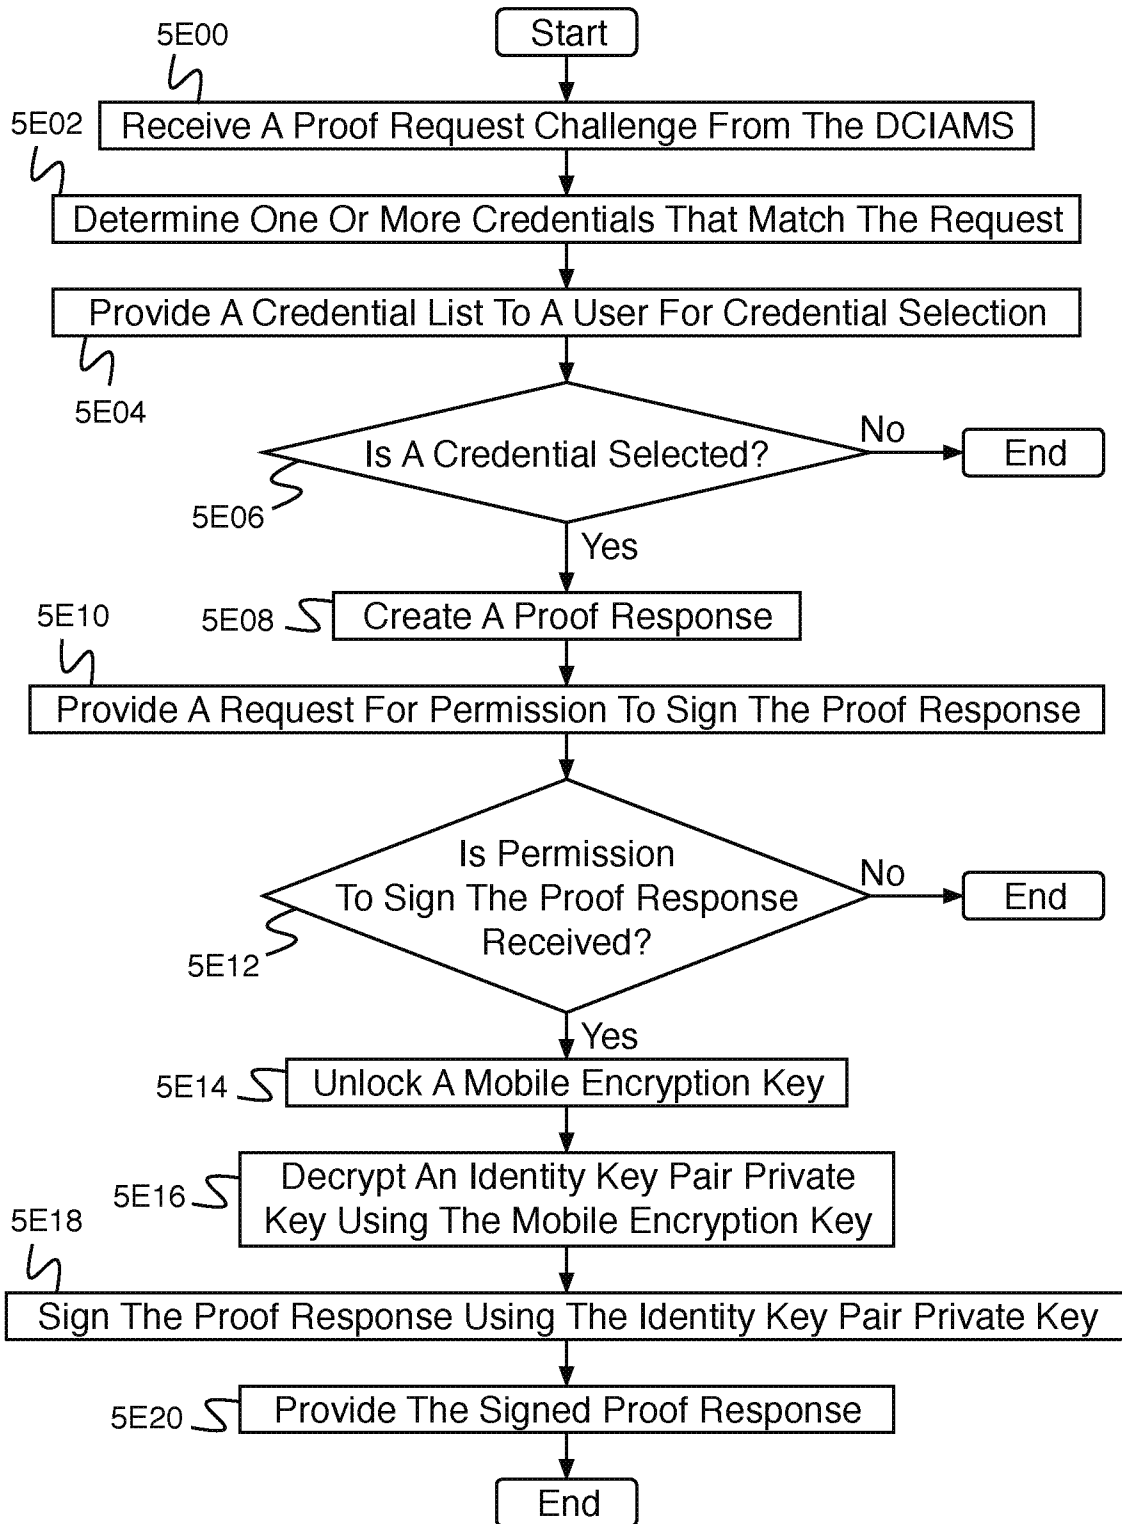 Start
5E00
Receive A Proof Request Challenge From The DCIAMS
5E02
Determine One Or More Credentials That Match The Request
Provide A Credential List To A User For Credential Selection
5E04
Is A Credential Selected?
No
End
5E06
Yes
5E08
Create A Proof Response
5E10
Provide A Request For Permission To Sign The Proof Response
Is Permission
To Sign The Proof Response
Received?
No
End
5E12
Yes
5E14
Unlock A Mobile Encryption Key
5E16
Decrypt An Identity Key Pair Private
Key Using The Mobile Encryption Key
5E18
Sign The Proof Response Using The Identity Key Pair Private Key
5E20
Provide The Signed Proof Response
End